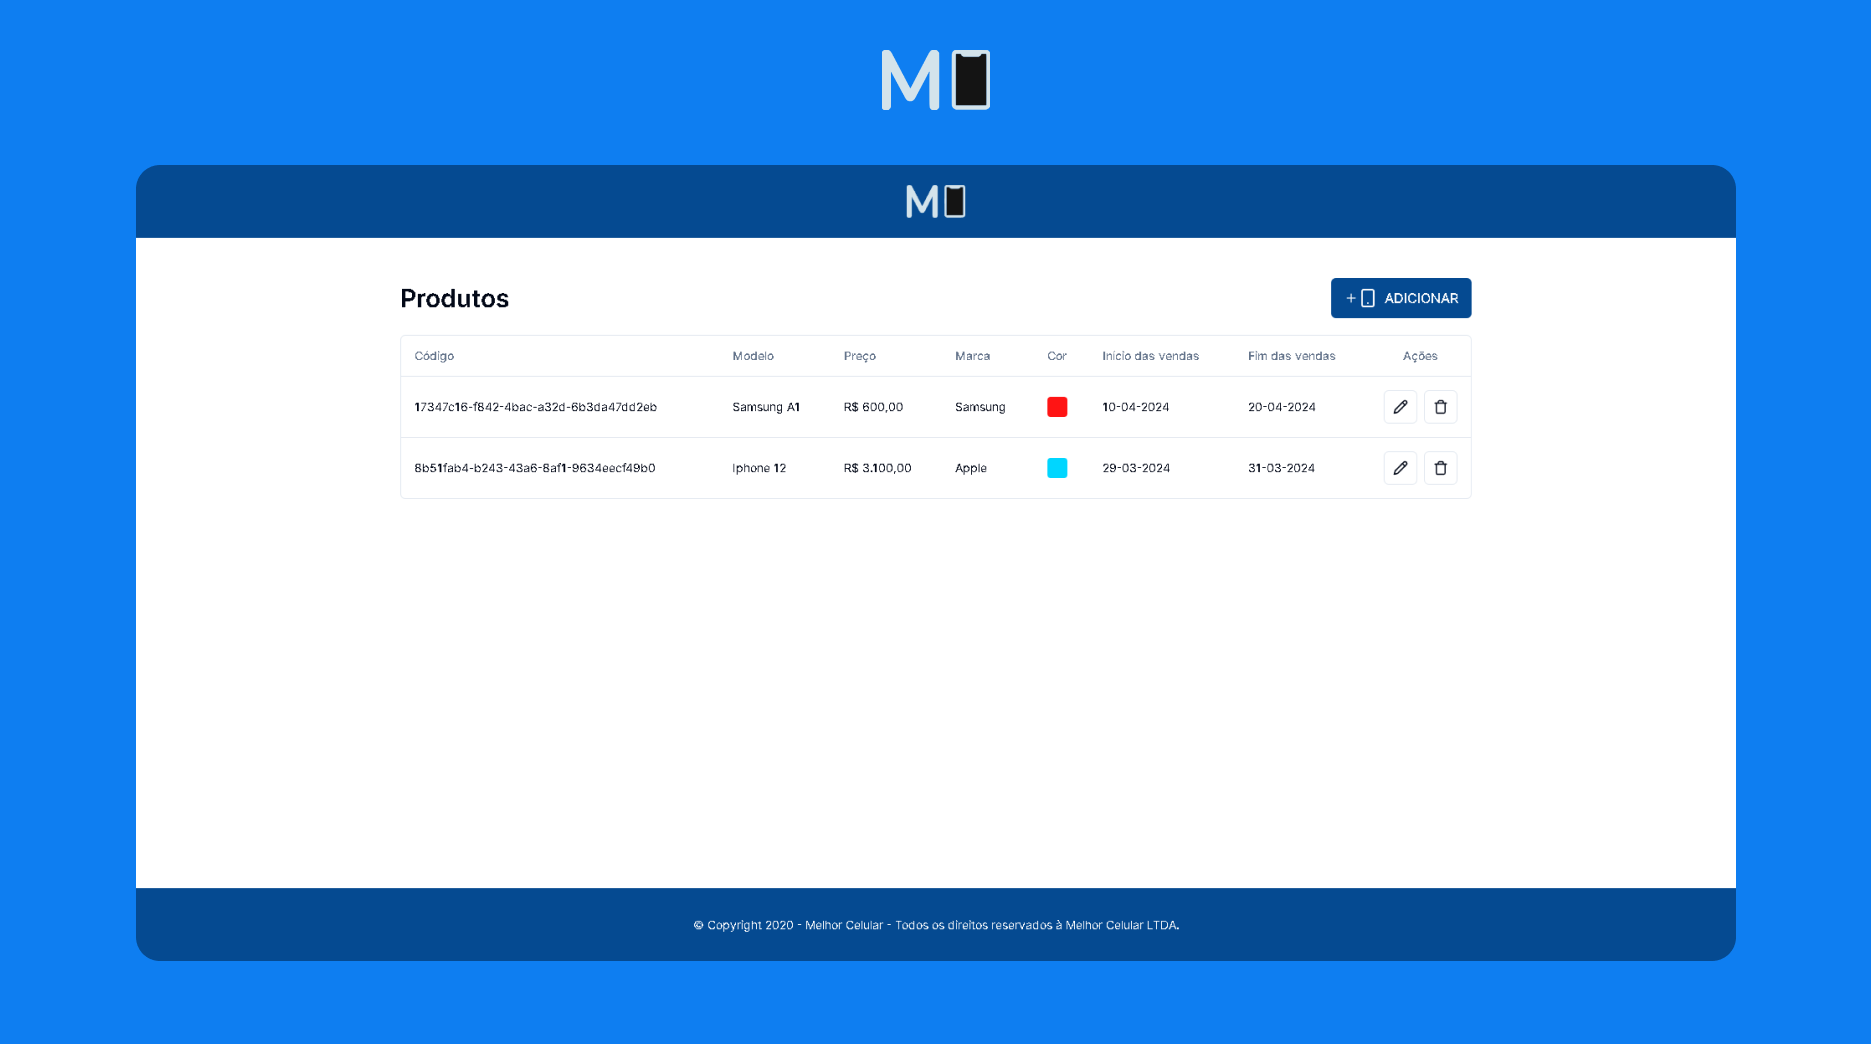 M
M
Produtos
+ ADICIONAR
Código Modelo Preço Marca Cor Início das vendas Fim das vendas Ações
17347c16-f842-4bac-a32d-6b3da47dd2eb Samsung A1 R$ 600,00 Samsung 10-04-2024 20-04-2024
8b51fab4-b243-43a6-8af1-9634eecf49b0 Iphone 12 R$ 3.100,00 Apple 29-03-2024 31-03-2024
© Copyright 2020 - Melhor Celular - Todos os direitos reservados à Melhor Celular LTDA.